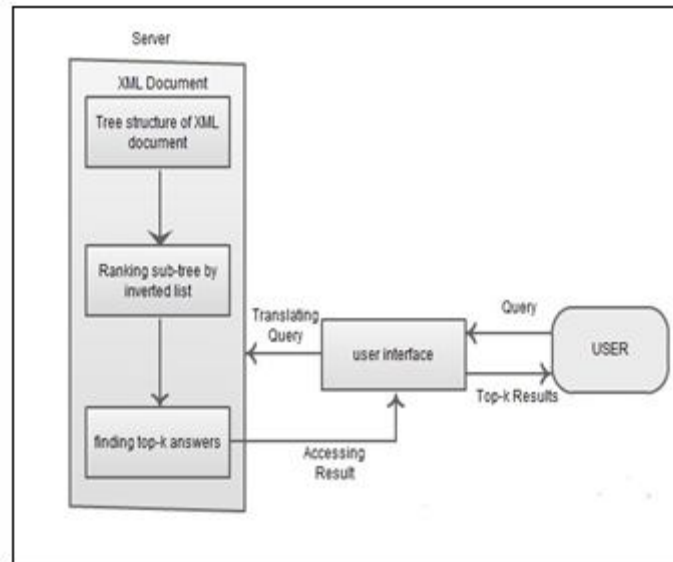 Server
XML Document
Tree structure of XML
document
Ranking sub-tree by
inverted list
finding top-k answers
Translating
Query
user interface
Accessing
Result
Query
Top-k Results
USER